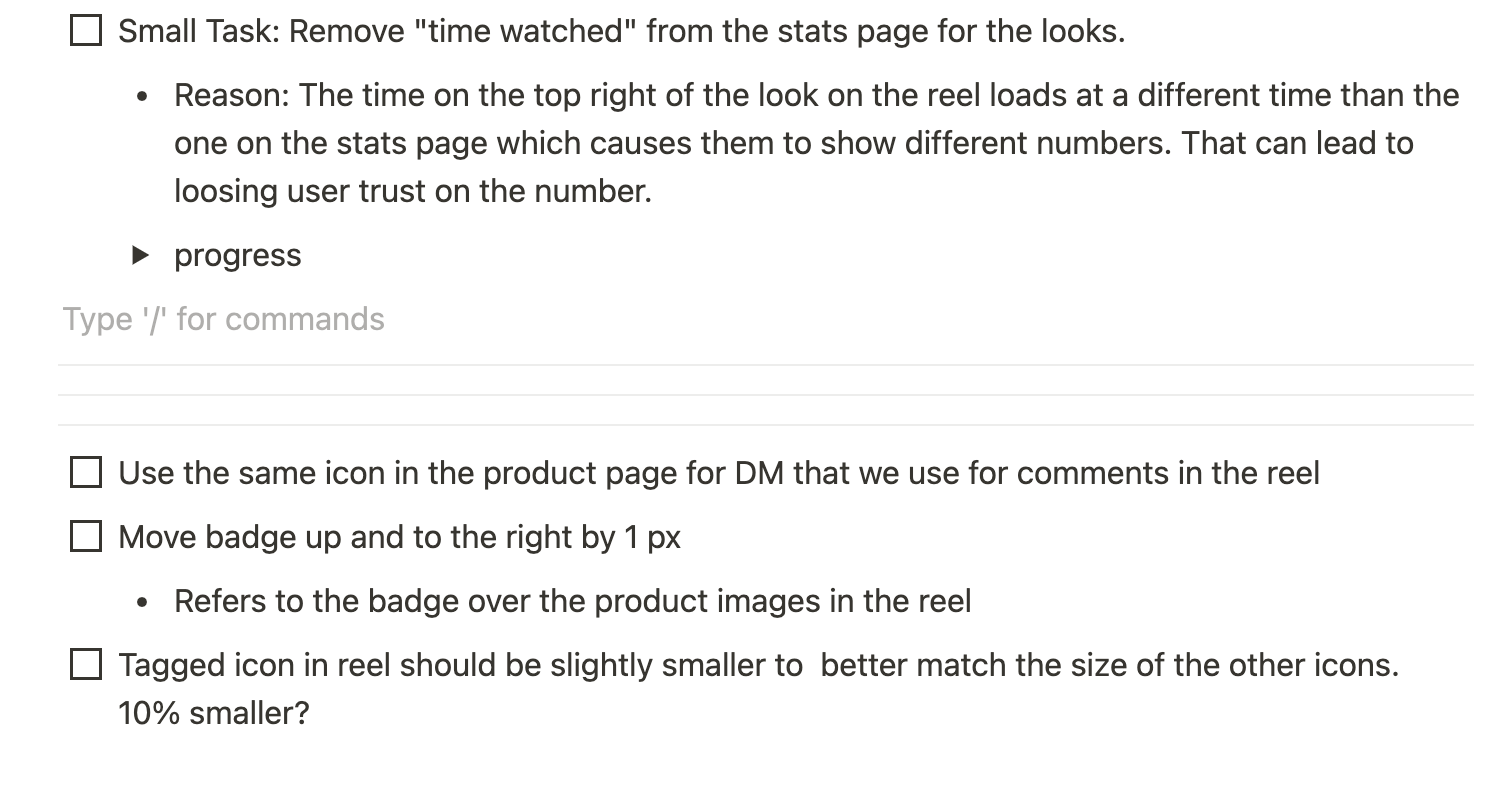 Small Task: Remove "time watched" from the stats page for the looks.
Reason: The time on the top right of the look on the reel loads at a different time than the
one on the stats page which causes them to show different numbers. That can lead to
loosing user trust on the number.
progress
Type '/' for commands
Use the same icon in the product page for DM that we use for comments in the reel
Move badge up and to the right by 1 px
Refers to the badge over the product images in the reel
Tagged icon in reel should be slightly smaller to  better match the size of the other icons.
10% smaller?